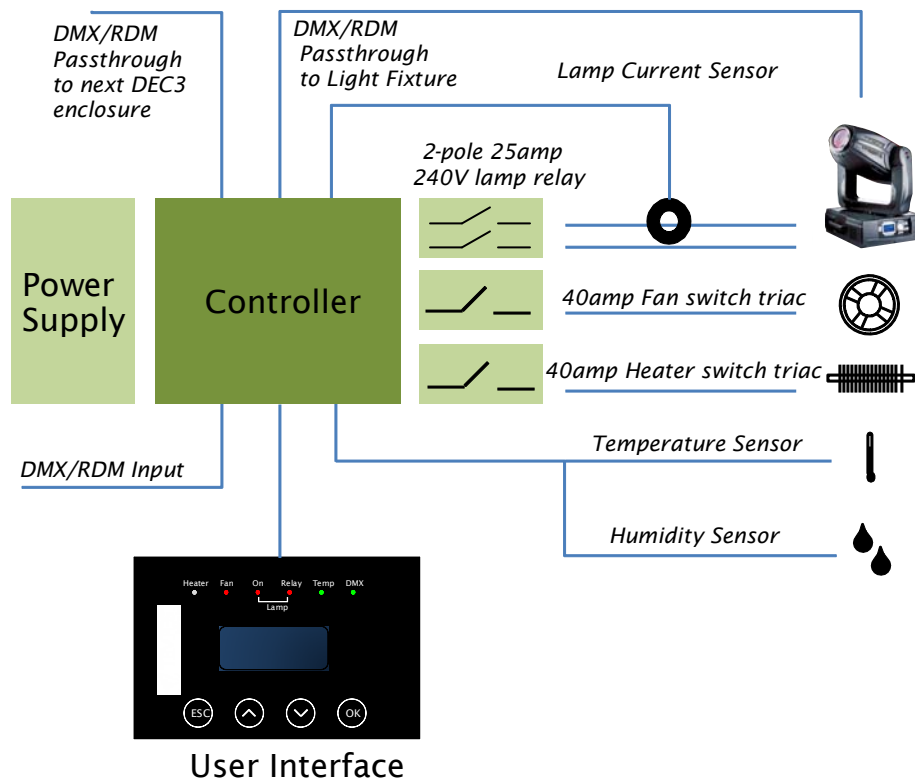 DMX/RDM
Passthrough
to next DEC3
enclosure
DMX/RDM
Passthrough
to Light Fixture
Lamp Current Sensor
2-pole 25amp
240V lamp relay
Power
Supply
Controller
40amp Fan switch triac
40amp Heater switch triac
Temperature Sensor
DMX/RDM Input
Humidity Sensor
Heater Fan On Relay Temp DMX
Lamp
ESC OK
User Interface